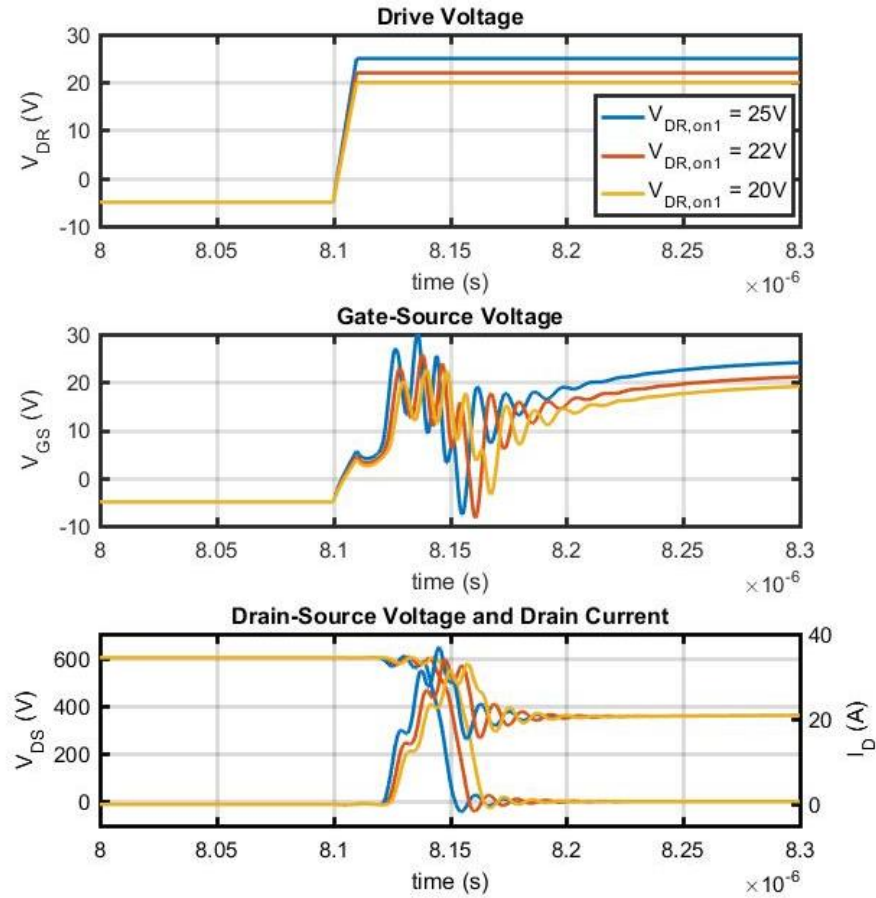 Drive Voltage
30
20
10
0
-10
V_DR (V)
V_DR,on1 = 25V
V_DR,on1 = 22V
V_DR,on1 = 20V
8 8.05 8.1 8.15 8.2 8.25 8.3
time (s) ×10^-6
Gate-Source Voltage
30
20
10
0
-10
V_GS (V)
8 8.05 8.1 8.15 8.2 8.25 8.3
time (s) ×10^-6
Drain-Source Voltage and Drain Current
600
400
200
0
V_DS (V)
40
20
0
I_D (A)
8 8.05 8.1 8.15 8.2 8.25 8.3
time (s) ×10^-6